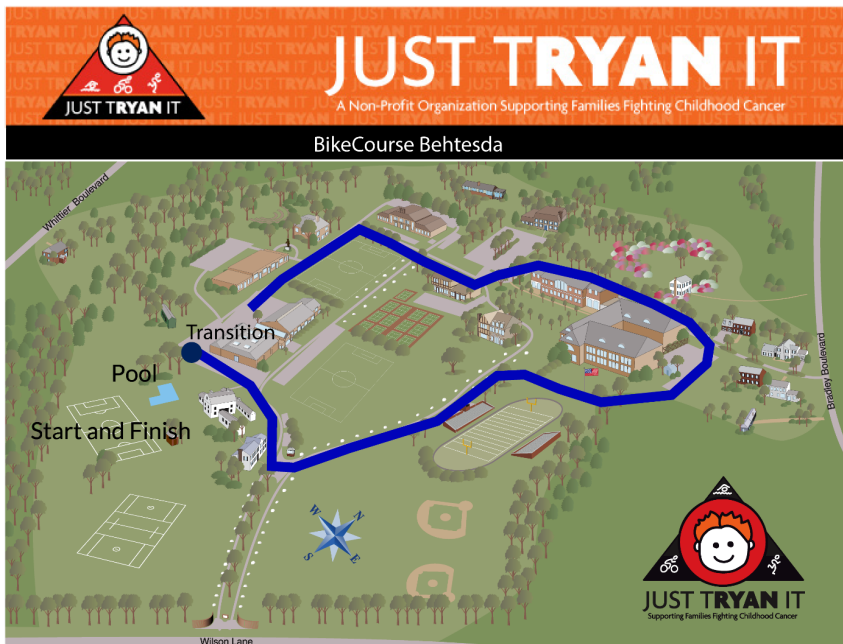 JUST TRYAN IT
JUST TRYAN IT
A Non-Profit Organization Supporting Families Fighting Childhood Cancer
BikeCourse Behtesda
Whittier Boulevard
Transition
Pool
Start and Finish
Bradley Boulevard
W
N
S
E
JUST TRYAN IT
Supporting Families Fighting Childhood Cancer
Wilson Lane